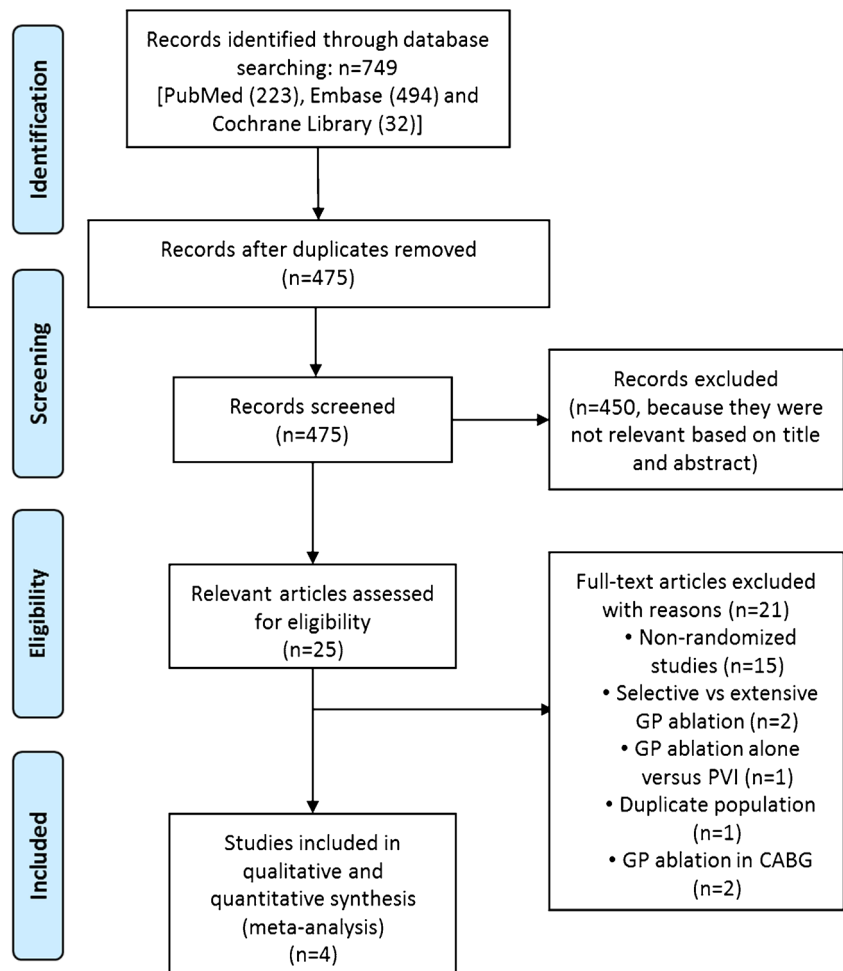 Identification
Records identified through database
searching: n=749
[PubMed (223), Embase (494) and
Cochrane Library (32)]
Records after duplicates removed
(n=475)
Screening
Records screened
(n=475)
Records excluded
(n=450, because they were
not relevant based on title
and abstract)
Eligibility
Relevant articles assessed
for eligibility
(n=25)
Full-text articles excluded
with reasons (n=21)
• Non-randomized
studies (n=15)
• Selective vs extensive
GP ablation (n=2)
• GP ablation alone
versus PVI (n=1)
• Duplicate population
(n=1)
• GP ablation in CABG
(n=2)
Included
Studies included in
qualitative and
quantitative synthesis
(meta-analysis)
(n=4)